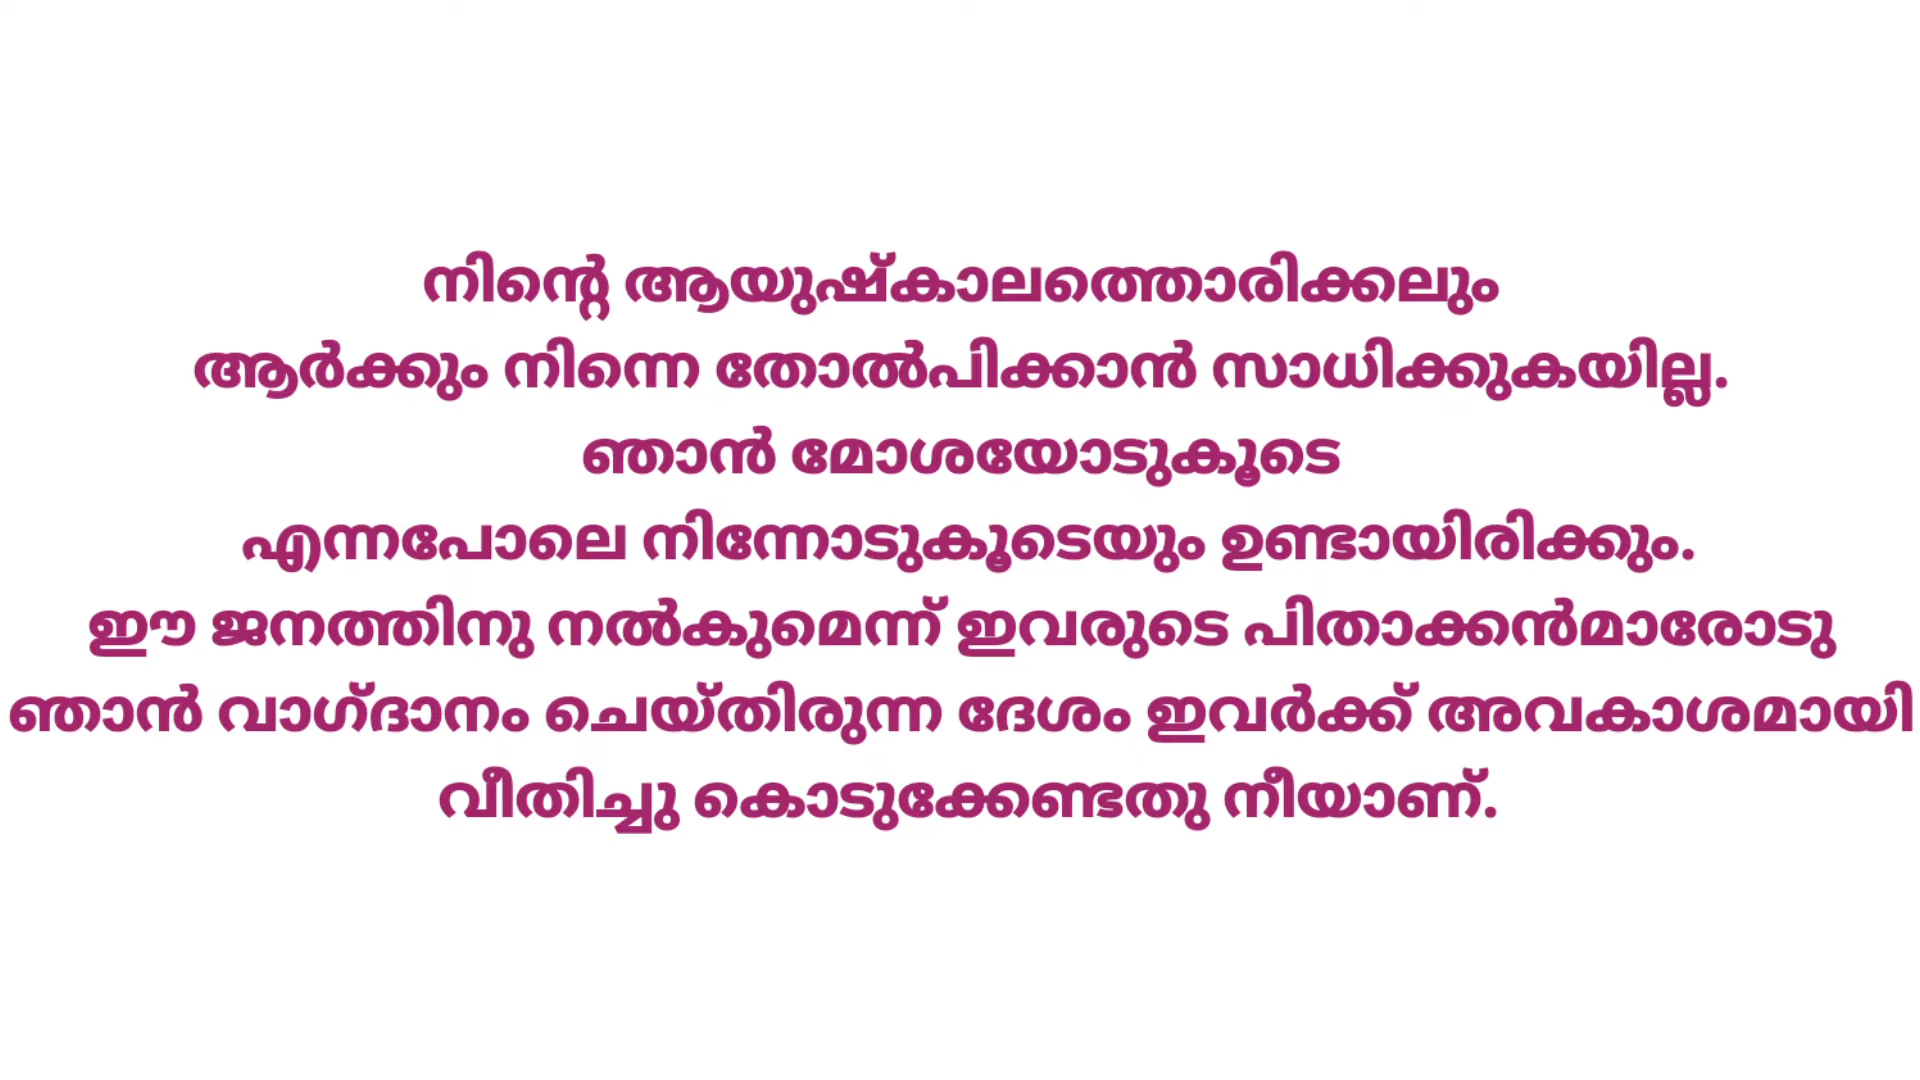 നിന്റെ ആയുഷ്കാലത്തൊരിക്കലും
ആർക്കും നിന്നെ തോൽപിക്കാൻ സാധിക്കുകയില്ല.
ഞാൻ മോശയോടുകൂടെ
എന്നപോലെ നിന്നോടുകൂടെയും ഉണ്ടായിരിക്കും.
ഈ ജനത്തിനു നൽകുമെന്ന് ഇവരുടെ പിതാക്കൻമാരോടു
ഞാൻ വാഗ്ദാനം ചെയ്തിരുന്ന ദേശം ഇവർക്ക് അവകാശമായി
വീതിച്ചു കൊടുക്കേണ്ടതു നീയാണ്.